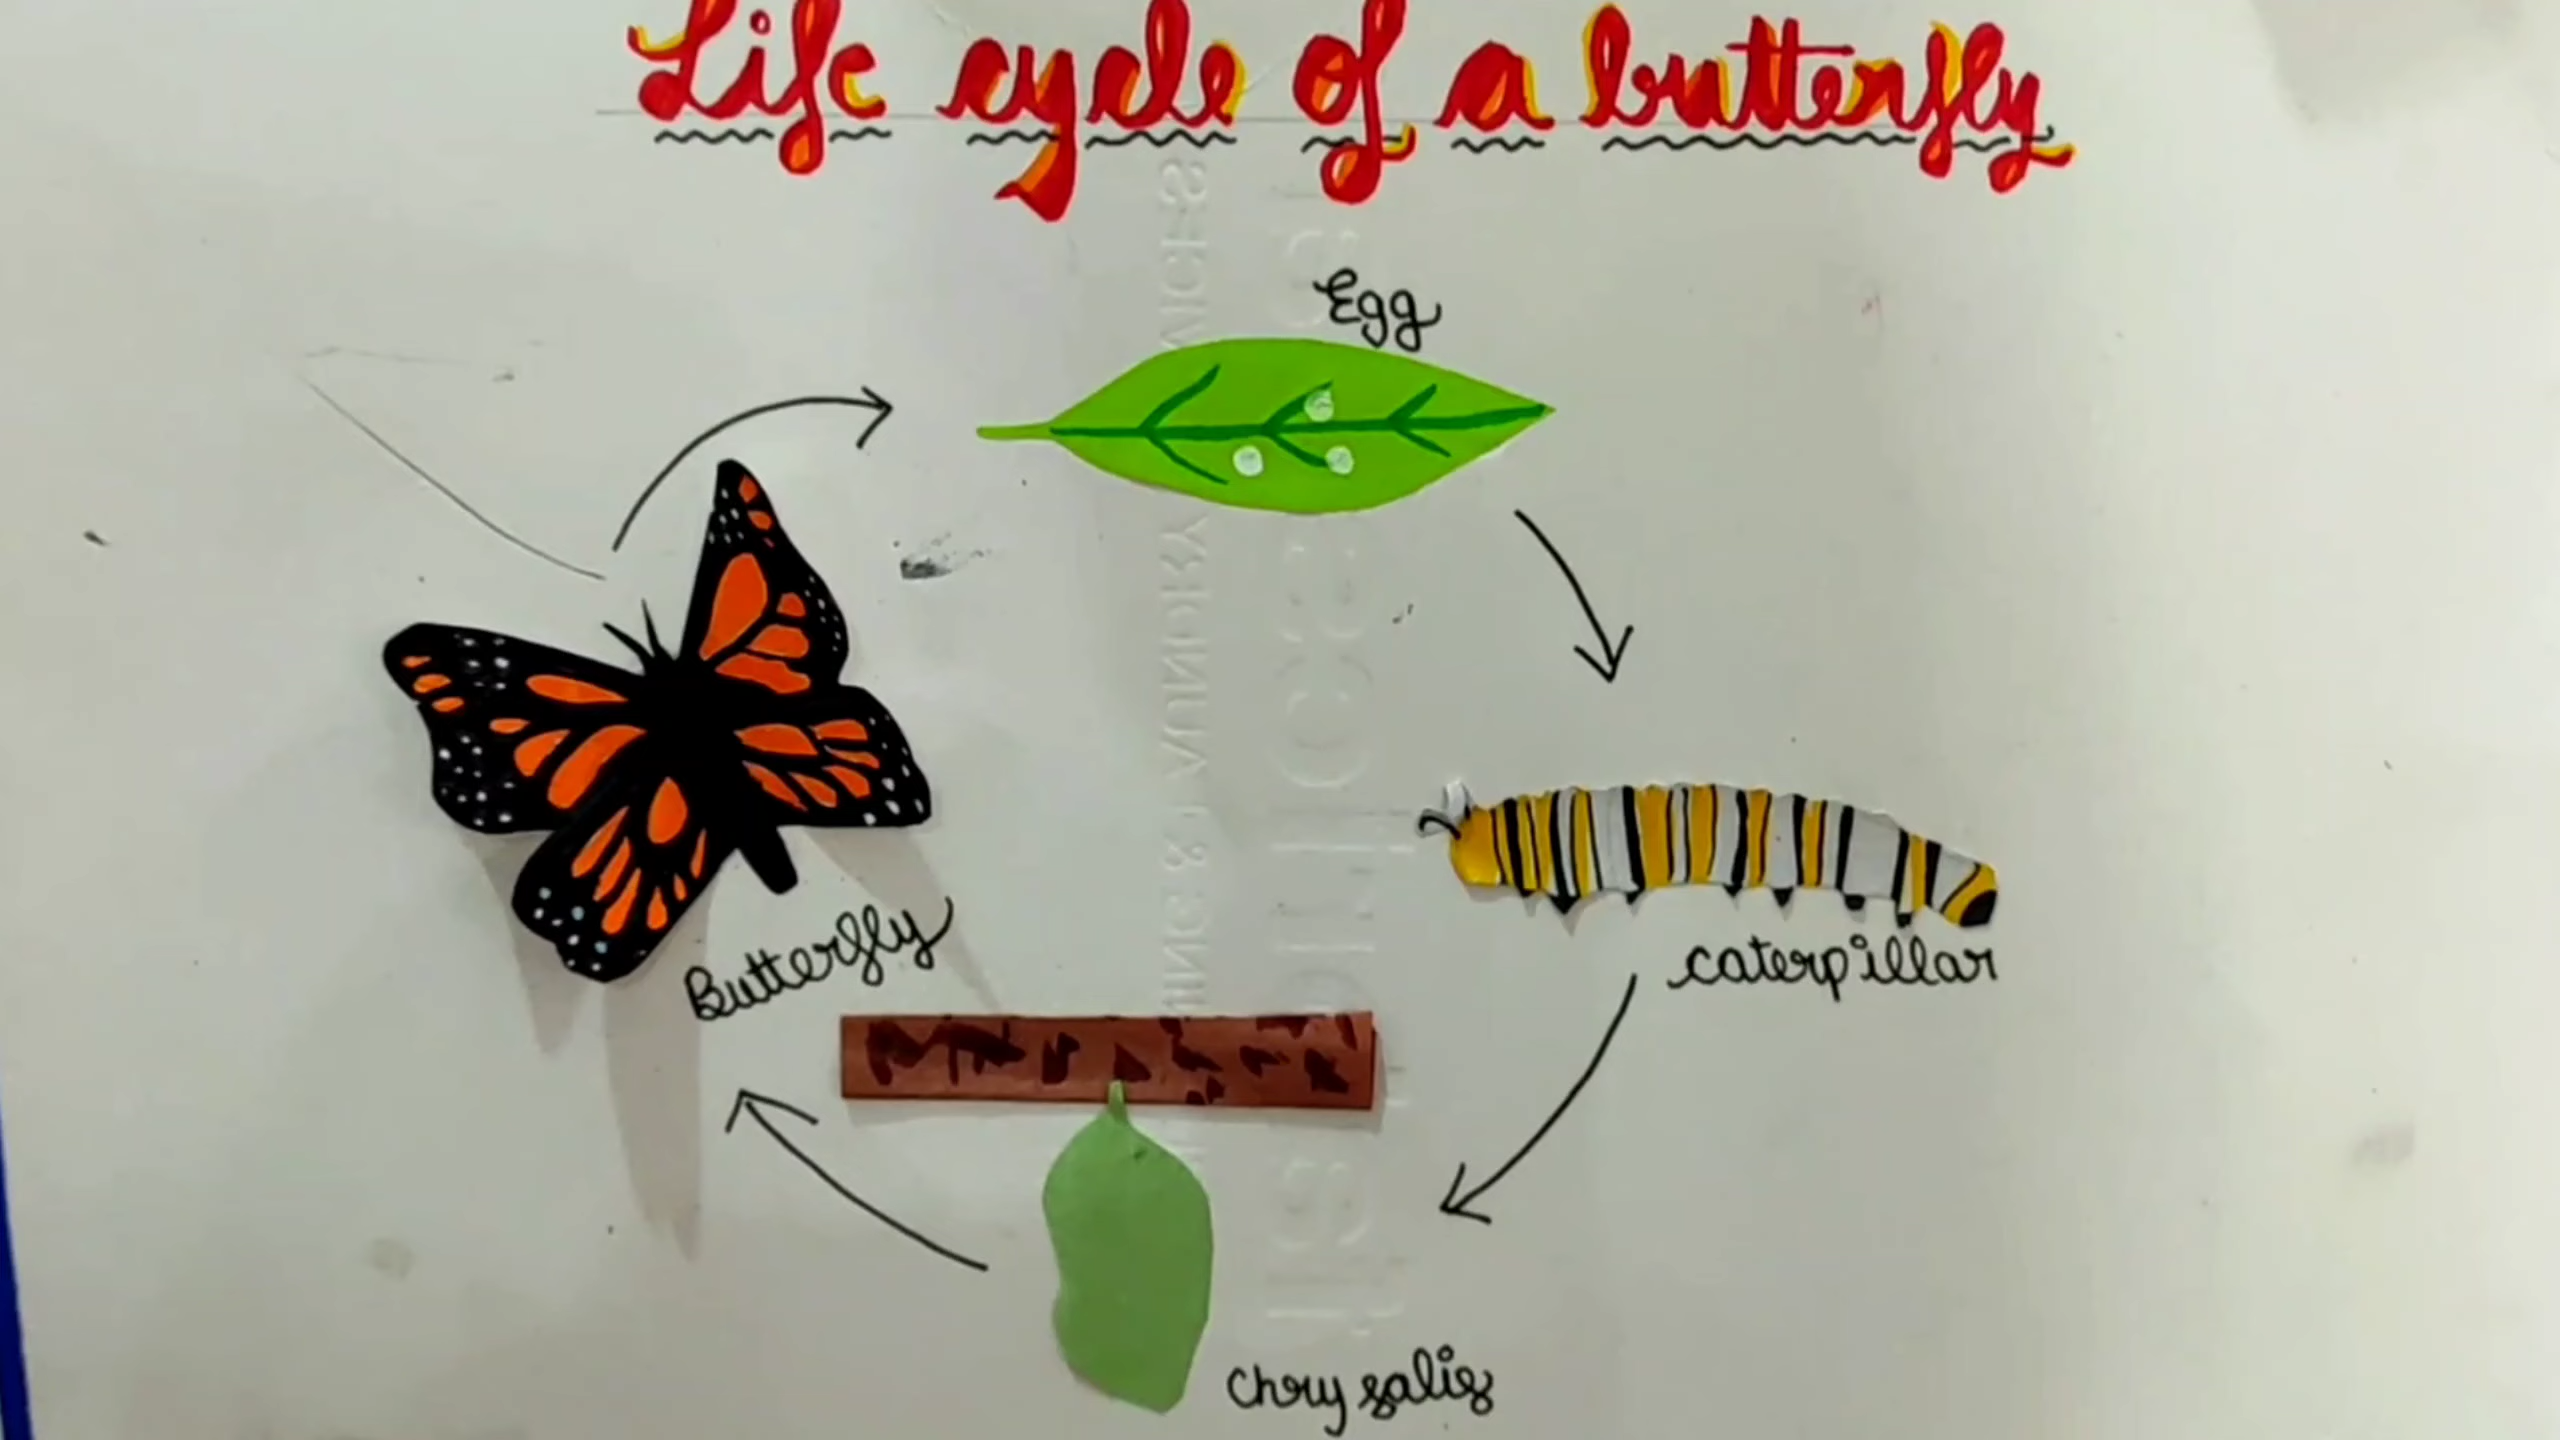 Life cycle of a butterfly
Egg
caterpillar
Butterfly
Chrysalis